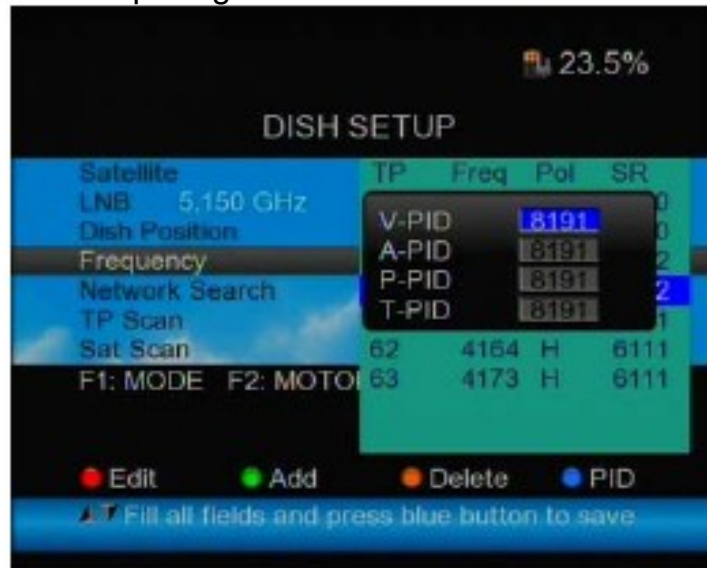 23.5%
DISH SETUP
Satellite
TP Freq Pol SR
LNB 5.150 GHz
Dish Position
Frequency
Network Search
TP Scan
Sat Scan
V-PID 8191
A-PID 8191
P-PID 8191
T-PID 8191
62 4164 H 6111
63 4173 H 6111
F1: MODE F2:
Edit Add Delete PID
Fill all fields and press blue button to save